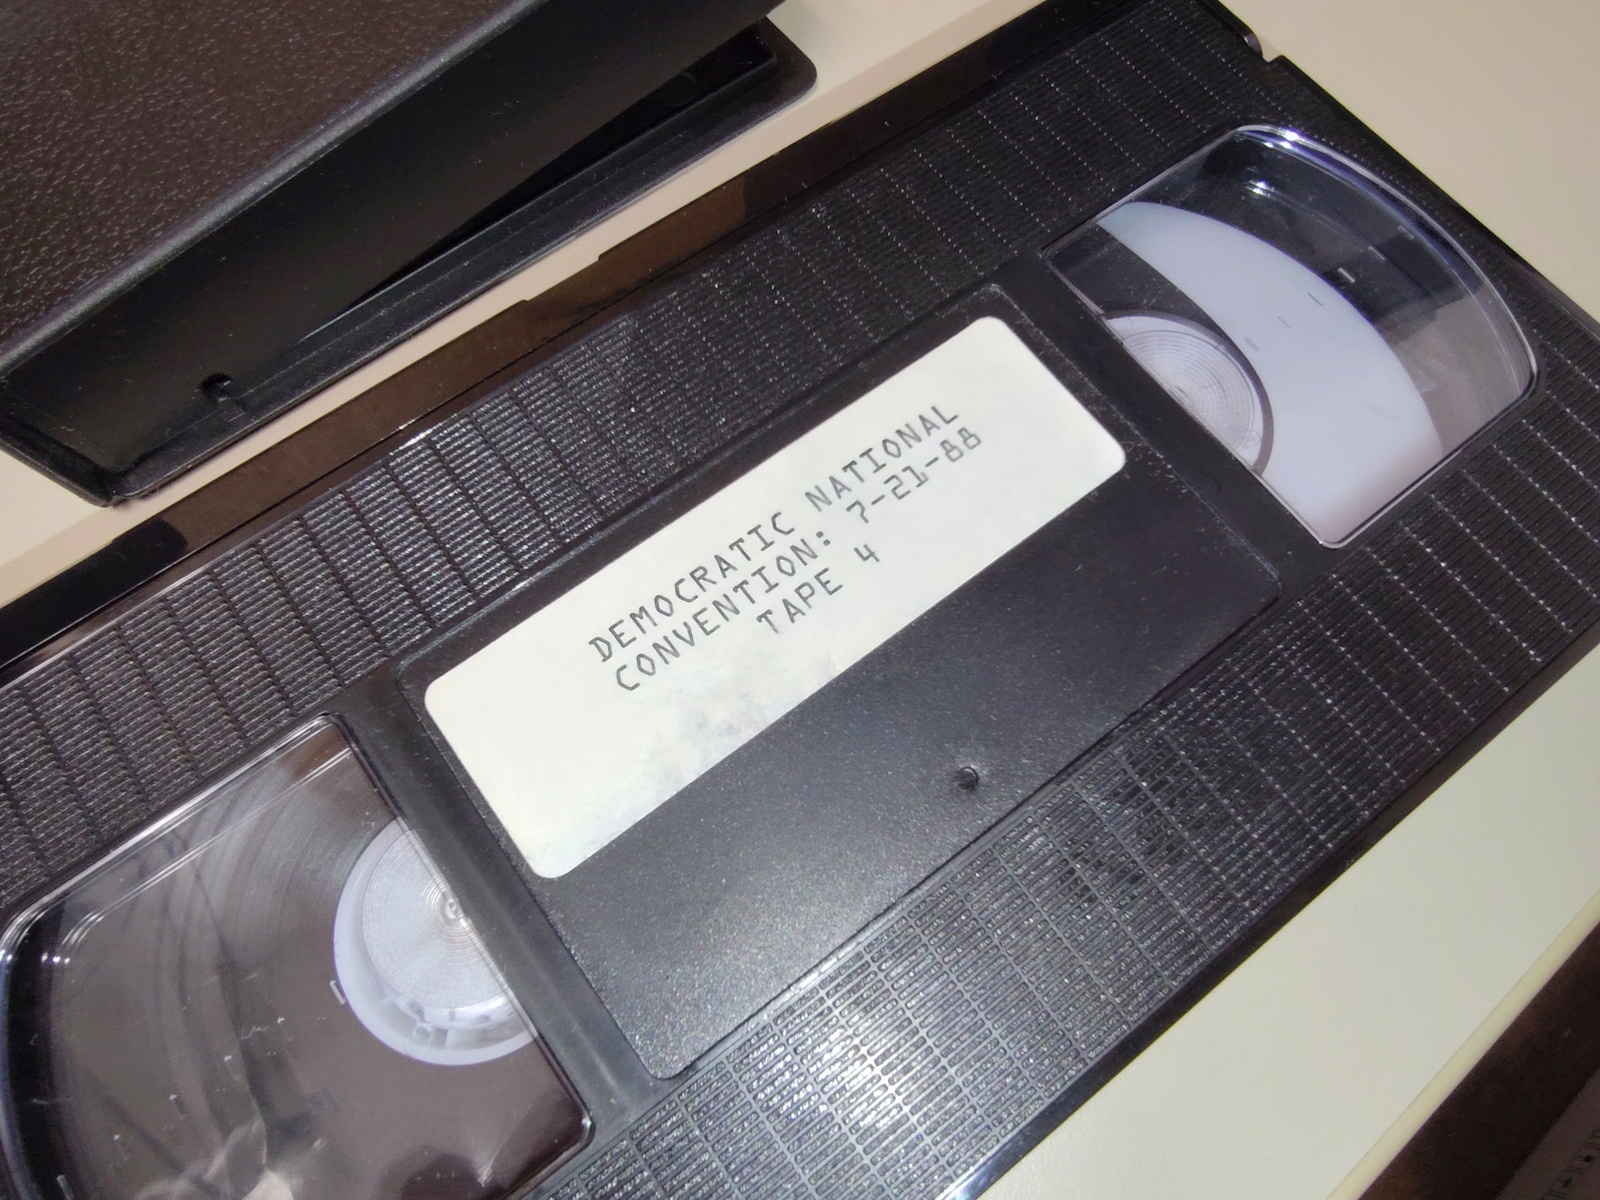 DEMOCRATIC NATIONAL
CONVENTION: 7-21-88
TAPE 4